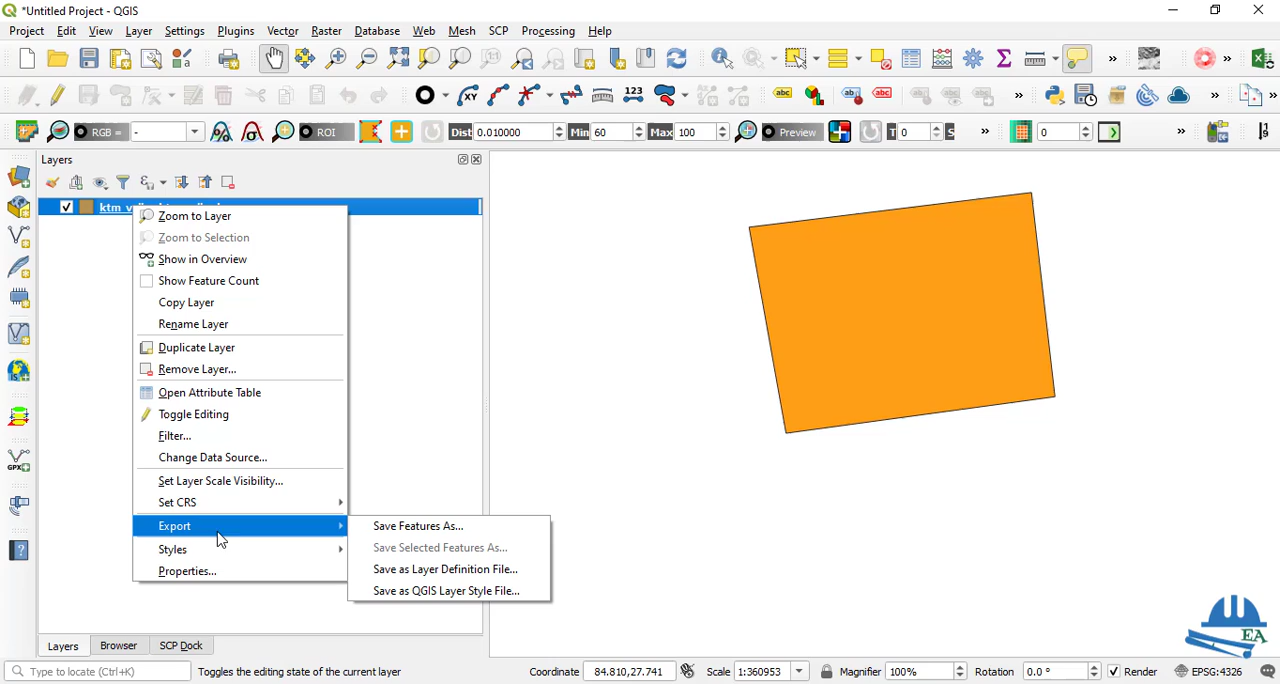 *Untitled Project - QGIS
Project Edit View Layer Settings Plugins Vector Raster Database Web Mesh SCP Processing Help
RGB = - ROI Dist 0.010000 Min 60 Max 100 Preview T 0 S 0
Layers
Zoom to Layer
Zoom to Selection
Show in Overview
Show Feature Count
Copy Layer
Rename Layer
Duplicate Layer
Remove Layer...
Open Attribute Table
Toggle Editing
Filter...
Change Data Source...
Set Layer Scale Visibility...
Set CRS
Export
Styles
Properties...
Save Features As...
Save Selected Features As...
Save as Layer Definition File...
Save as QGIS Layer Style File...
EA
Layers Browser SCP Dock
Type to locate (Ctrl+K) Toggles the editing state of the current layer Coordinate 84.810,27.741 Scale 1:360953 Magnifier 100% Rotation 0.0 ° Render EPSG:4326